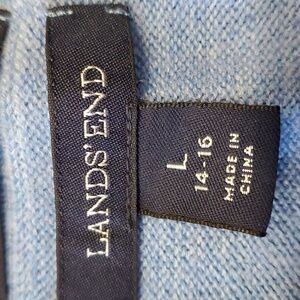 LANDS' END
L
14-16
MADE IN
CHINA